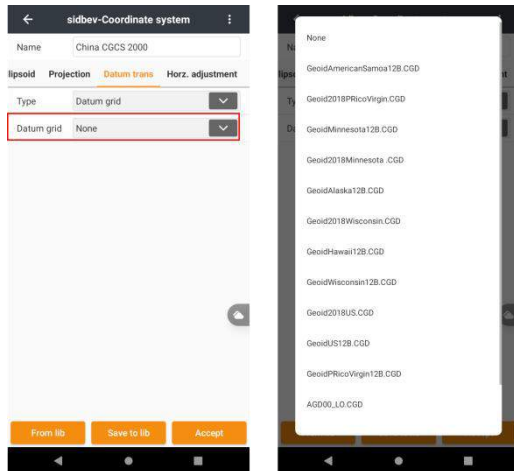 sidbev-Coordinate system
Name China CGCS 2000
lipsoid Projection Datum trans Horz. adjustment
Type Datum grid
Datum grid None
From lib Save to lib Accept
None
GeoidAmericanSamoa12B.CGD
Geoid2018PRicoVirgin.CGD
GeoidMinnesota12B.CGD
Geoid2018Minnesota .CGD
GeoidAlaska12B.CGD
Geoid2018Wisconsin.CGD
GeoidHawaii12B.CGD
GeoidWisconsin12B.CGD
Geoid2018US.CGD
GeoidUS12B.CGD
GeoidPRicoVirgin12B.CGD
AGD00_LO.CGD